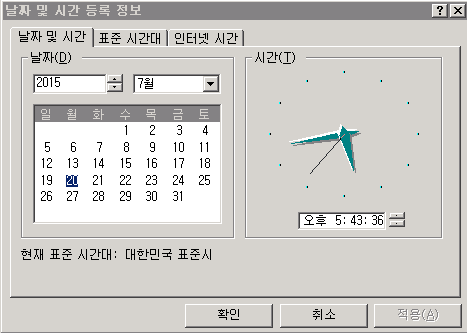 날짜 및 시간 등록 정보
날짜 및 시간 표준 시간대 인터넷 시간
날짜(D)
2015 7월
일 월 화 수 목 금 토
1 2 3 4
5 6 7 8 9 10 11
12 13 14 15 16 17 18
19 20 21 22 23 24 25
26 27 28 29 30 31
시간(T)
오후 5:43:36
현재 표준 시간대: 대한민국 표준시
확인 취소 적용(A)